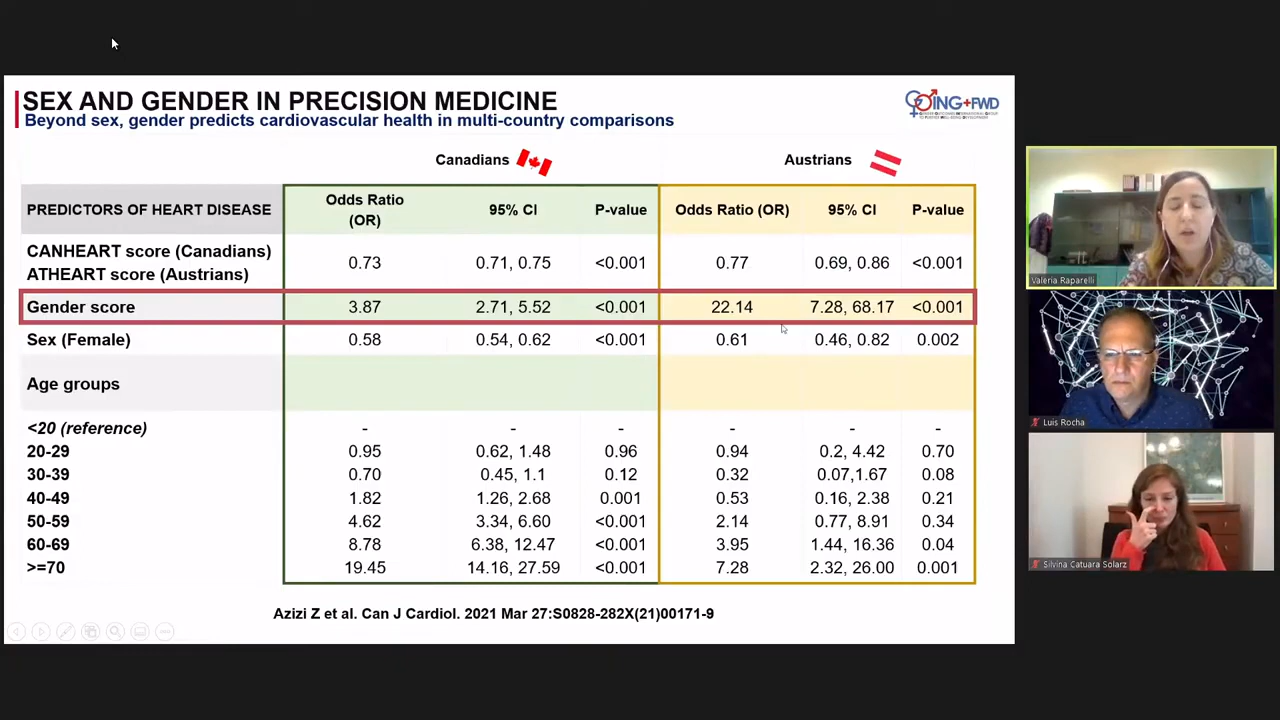 SEX AND GENDER IN PRECISION MEDICINE
Beyond sex, gender predicts cardiovascular health in multi-country comparisons
GOING+FWD
Canadians Austrians
PREDICTORS OF HEART DISEASE Odds Ratio (OR) 95% CI P-value Odds Ratio (OR) 95% CI P-value
CANHEART score (Canadians)
ATHEART score (Austrians) 0.73 0.71, 0.75 <0.001 0.77 0.69, 0.86 <0.001
Gender score 3.87 2.71, 5.52 <0.001 22.14 7.28, 68.17 <0.001
Sex (Female) 0.58 0.54, 0.62 <0.001 0.61 0.46, 0.82 0.002
Age groups
<20 (reference) - - - - - -
20-29 0.95 0.62, 1.48 0.96 0.94 0.2, 4.42 0.70
30-39 0.70 0.45, 1.1 0.12 0.32 0.07,1.67 0.08
40-49 1.82 1.26, 2.68 0.001 0.53 0.16, 2.38 0.21
50-59 4.62 3.34, 6.60 <0.001 2.14 0.77, 8.91 0.34
60-69 8.78 6.38, 12.47 <0.001 3.95 1.44, 16.36 0.04
>=70 19.45 14.16, 27.59 <0.001 7.28 2.32, 26.00 0.001
Azizi Z et al. Can J Cardiol. 2021 Mar 27:S0828-282X(21)00171-9
Valeria Raparelli
Luis Rocha
Silvina Catuara Solarz